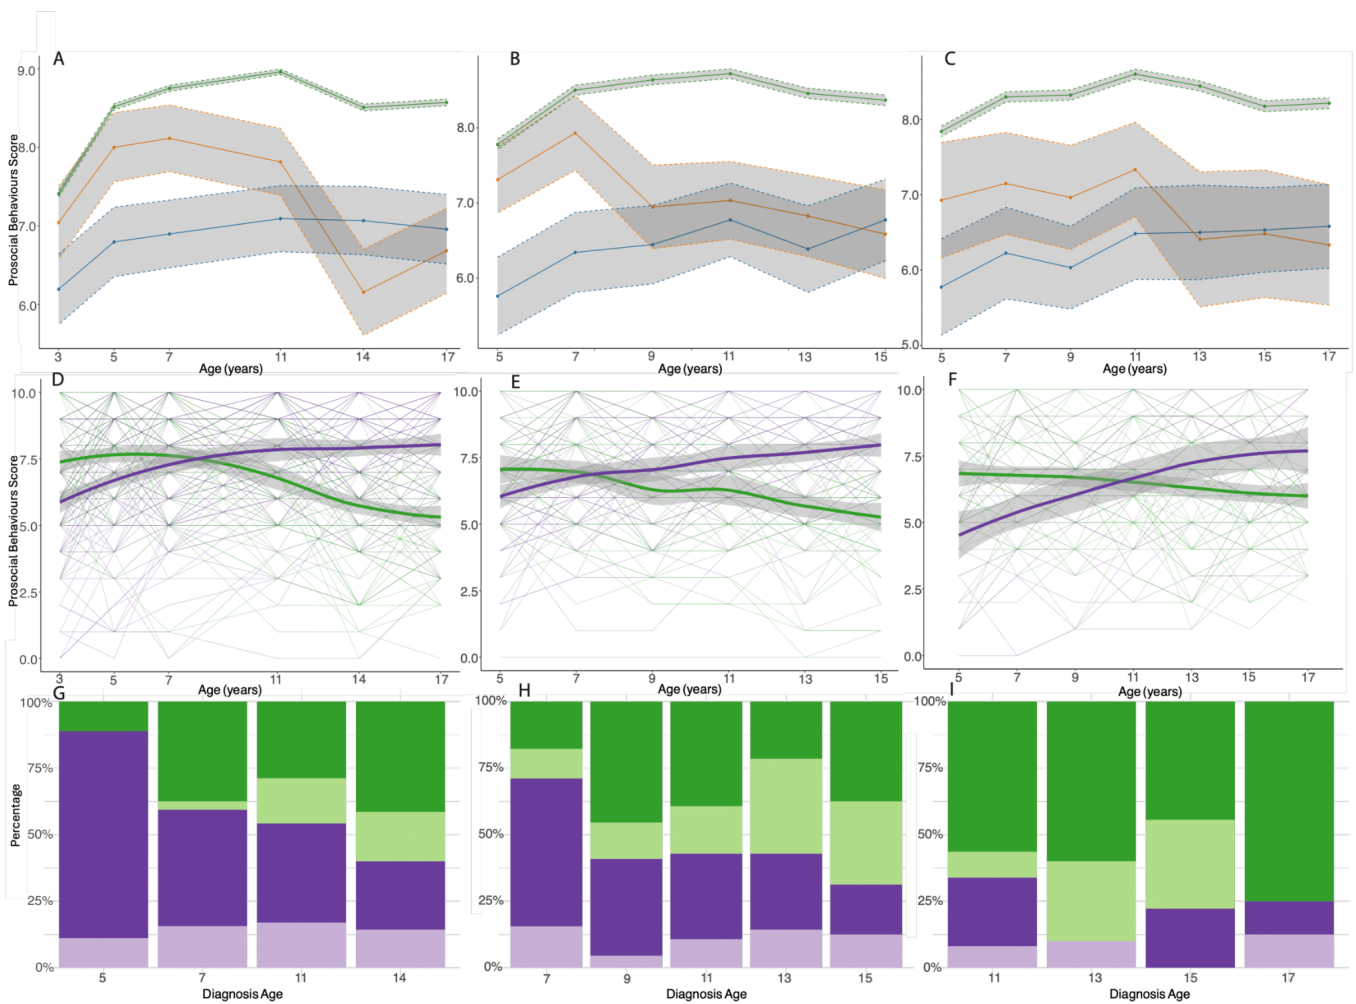 A B C
Prosocial Behaviours Score
9.0
8.0
7.0
6.0
3 5 7 11 14 17
Age (years)
8.0
7.0
6.0
5 7 9 11 13 15
Age (years)
8.0
7.0
6.0
5.0
5 7 9 11 13 15 17
Age (years)
D E F
Prosocial Behaviours Score
10.0
7.5
5.0
2.5
0.0
3 5 7 11 14 17
Age (years)
10.0
7.5
5.0
2.5
0.0
5 7 9 11 13 15
Age (years)
10.0
7.5
5.0
2.5
0.0
5 7 9 11 13 15 17
Age (years)
G H I
Percentage
100%
75%
50%
25%
0%
5 7 11 14
Diagnosis Age
100%
75%
50%
25%
0%
7 9 11 13 15
Diagnosis Age
100%
75%
50%
25%
0%
11 13 15 17
Diagnosis Age